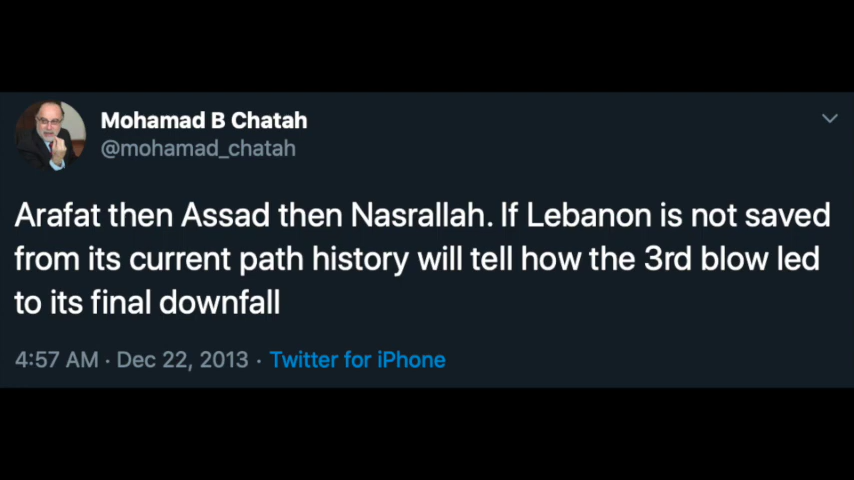 Mohamad B Chatah
@mohamad_chatah
Arafat then Assad then Nasrallah. If Lebanon is not saved
from its current path history will tell how the 3rd blow led
to its final downfall
4:57 AM · Dec 22, 2013 · Twitter for iPhone